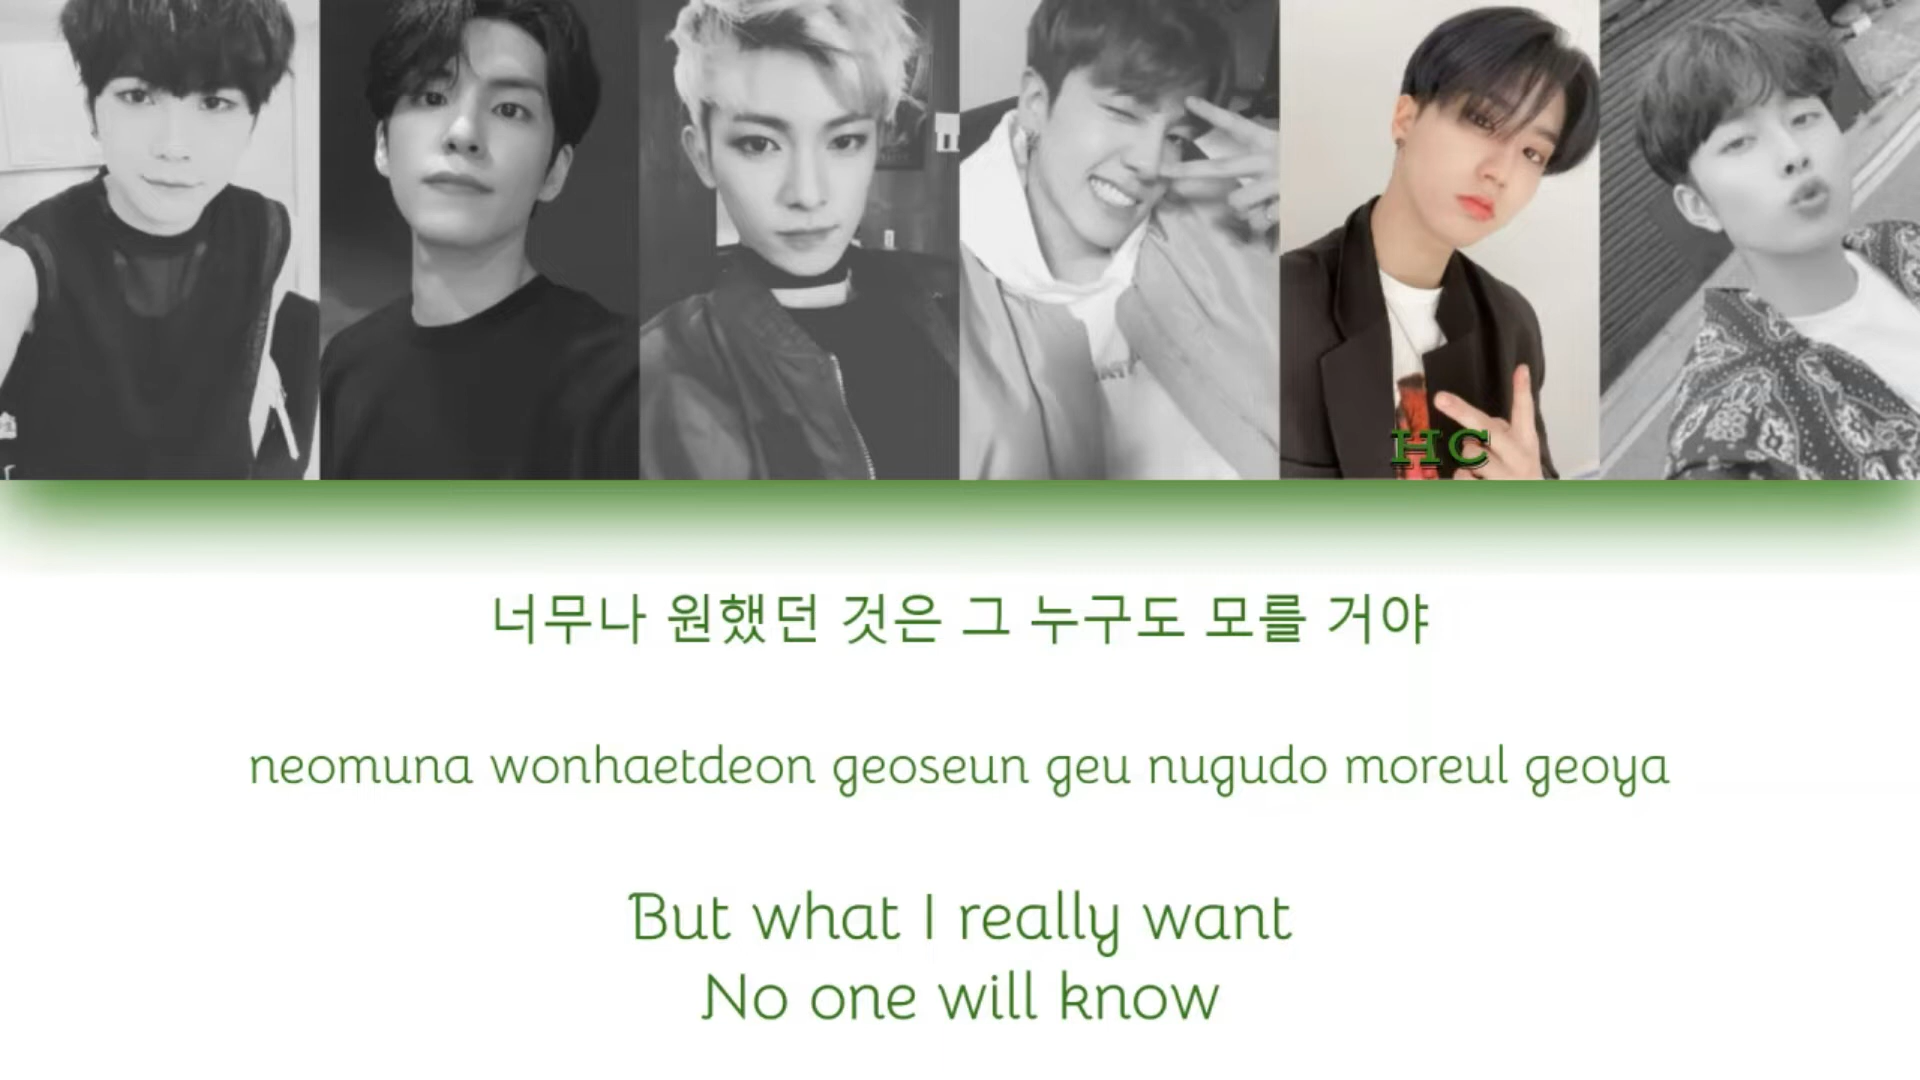 HC
너무나 원했던 것은 그 누구도 모를 거야
neomuna wonhaetdeon geoseun geu nugudo moreul geoya
But what I really want
No one will know